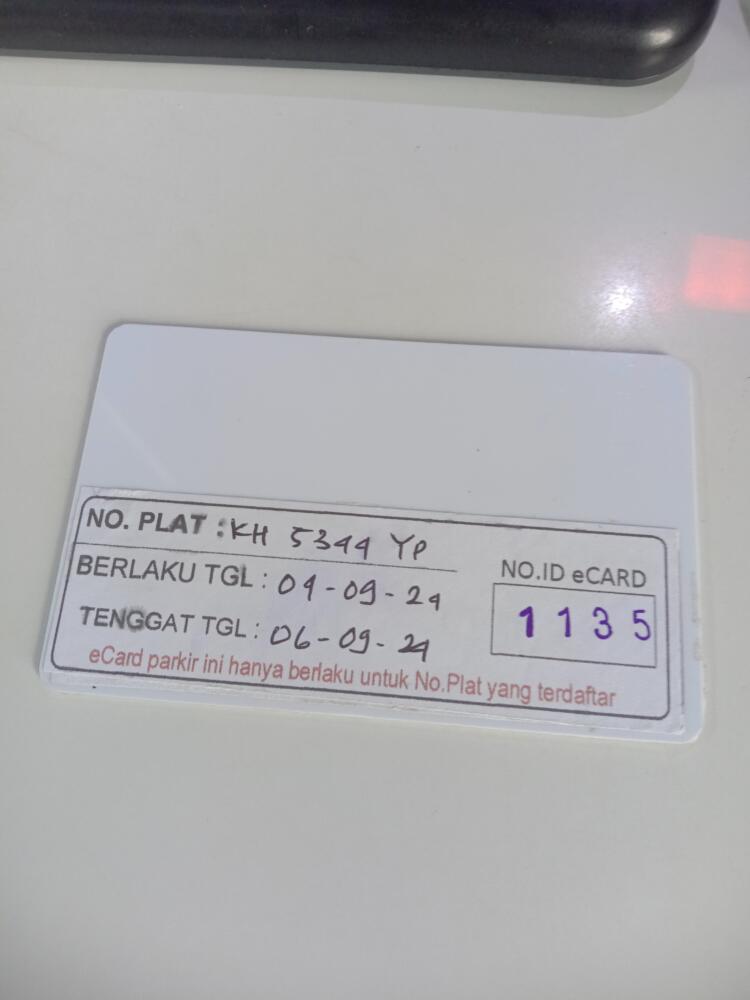 NO. PLAT : KH 5344 YP
BERLAKU TGL : 04-09-24
TENGGAT TGL : 06-09-24
NO.ID eCARD
1135
eCard parkir ini hanya berlaku untuk No.Plat yang terdaftar